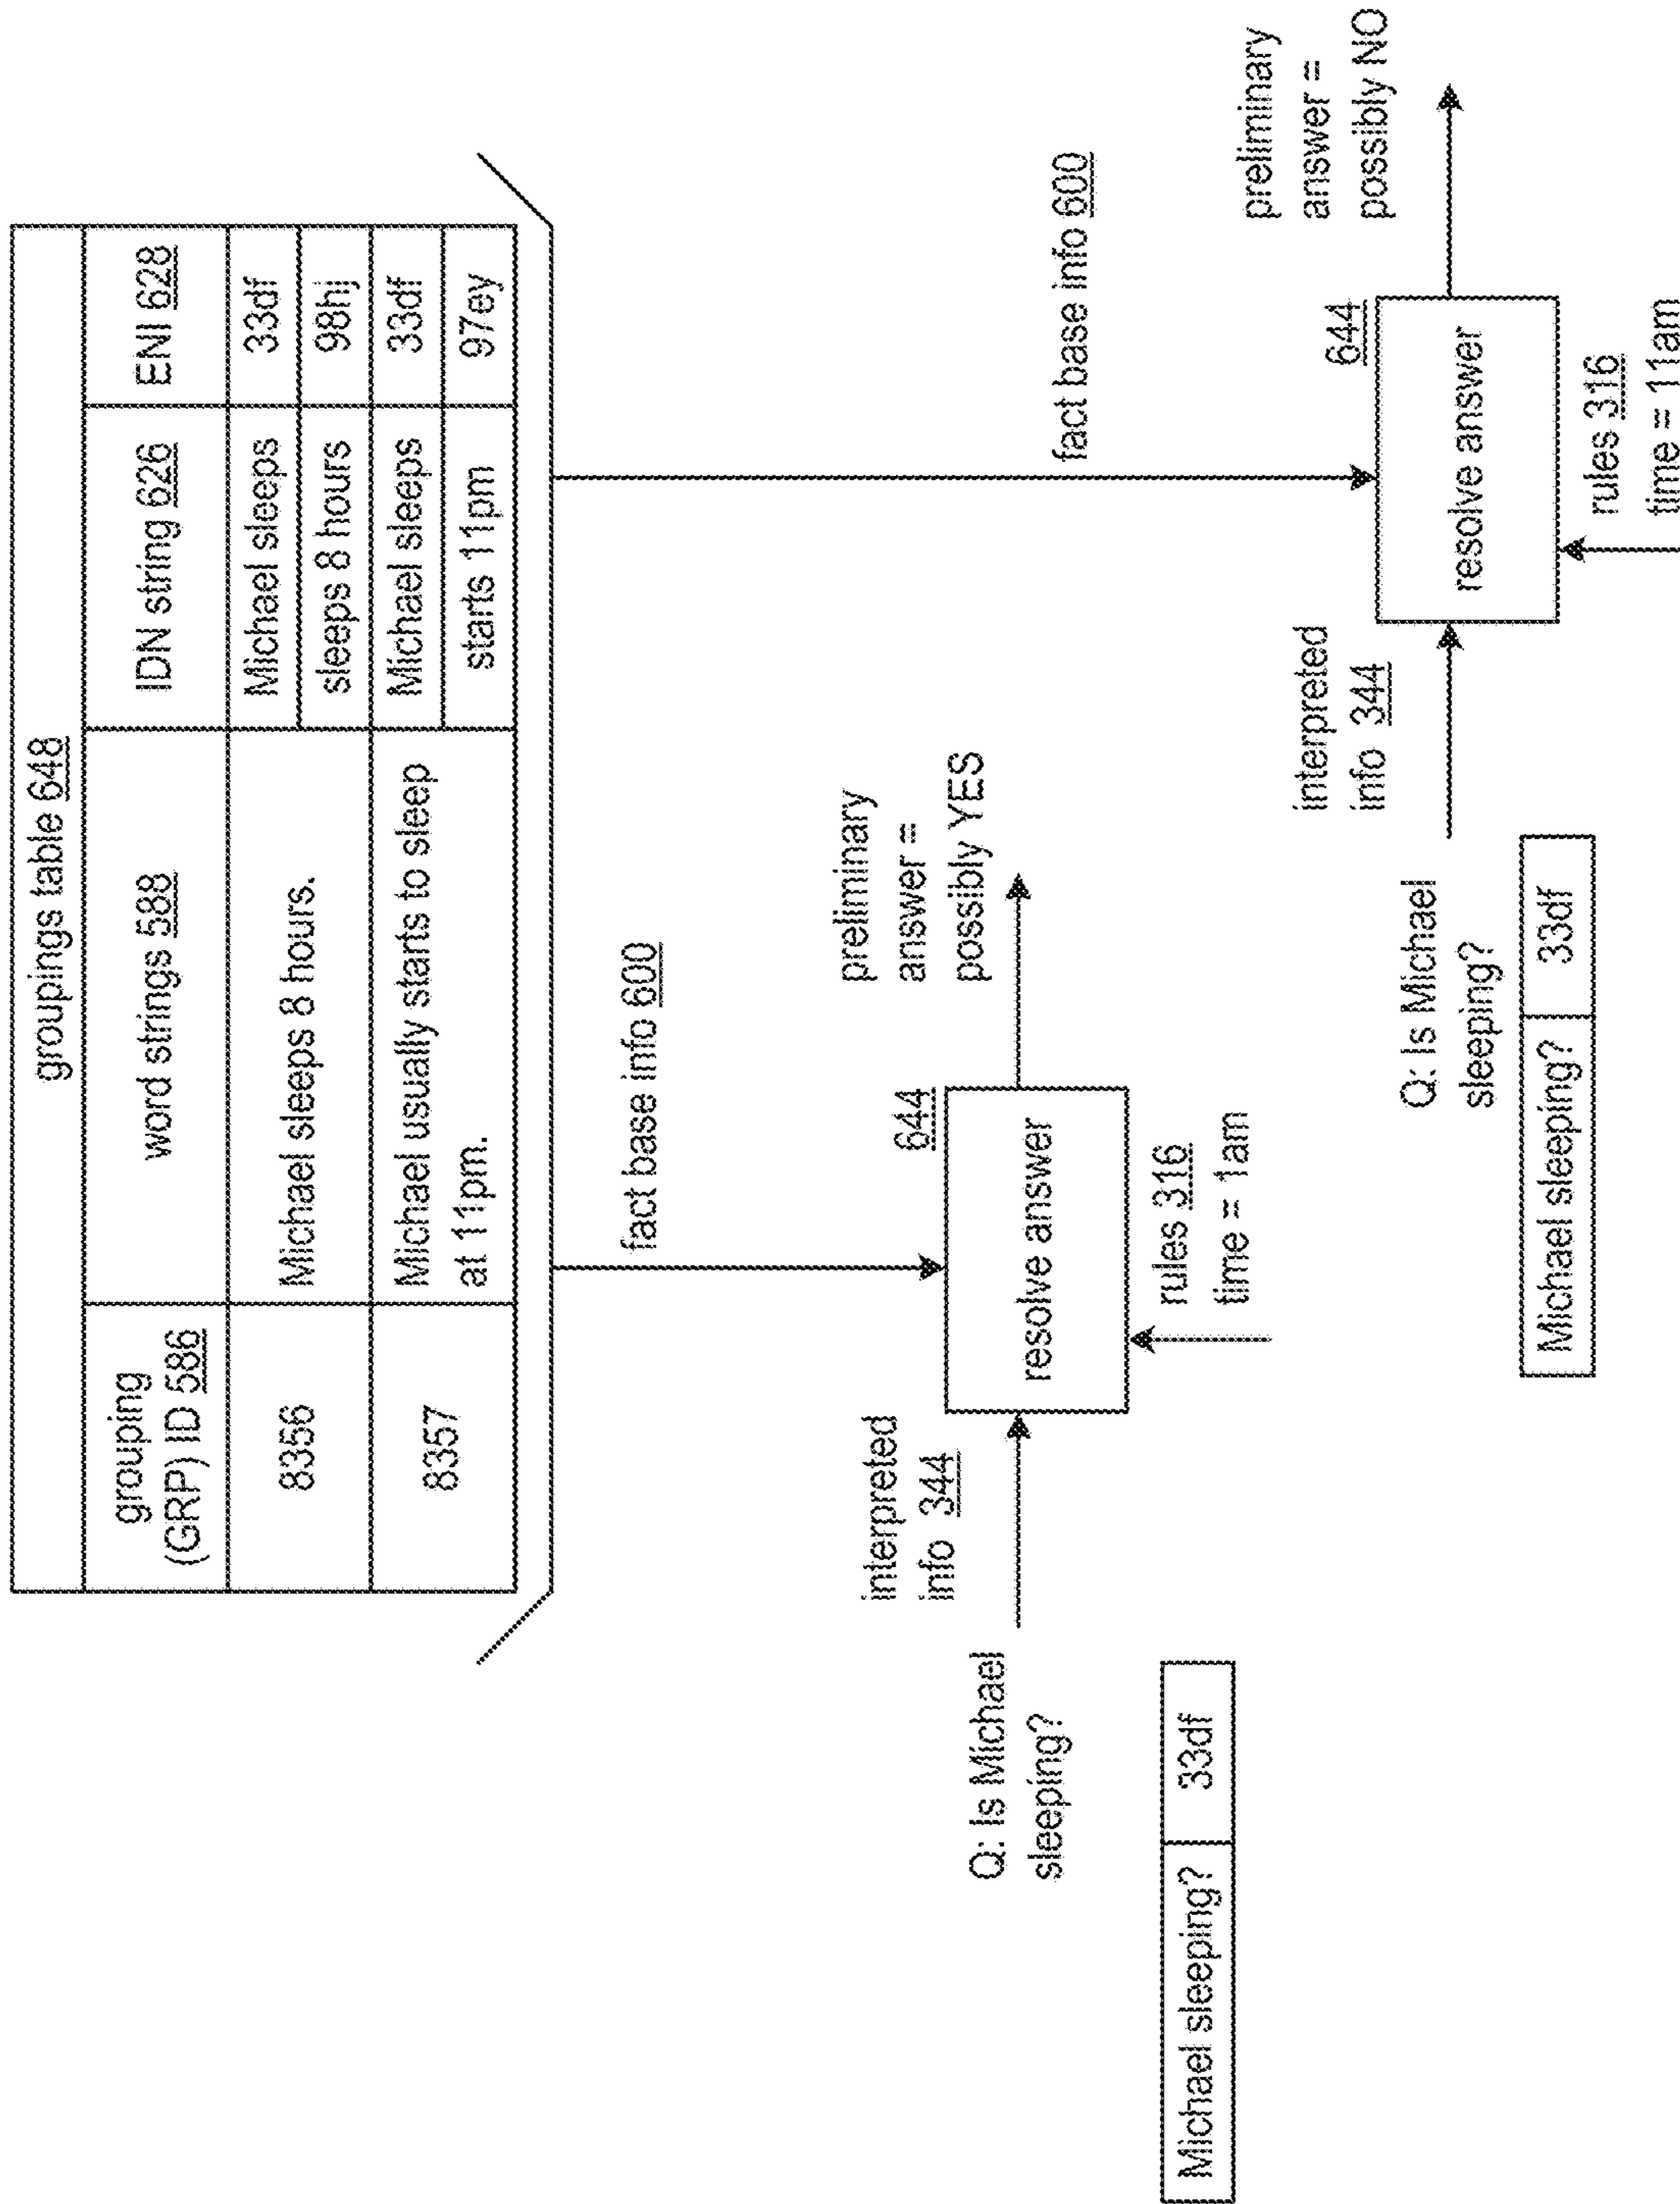 groupings table 648
grouping
(GRP) ID 586
word strings 588
IDN string 626
ENI 628
8356
Michael sleeps 8 hours.
Michael sleeps
33df
sleeps 8 hours
98hj
8357
Michael usually starts to sleep
at 11pm.
Michael sleeps
33df
starts 11pm
97ey
fact base info 600
interpreted
info 344
Q: Is Michael
sleeping?
Michael sleeping?
33df
644
resolve answer
rules 316
time = 1am
preliminary
answer =
possibly YES
fact base info 600
interpreted
info 344
Q: Is Michael
sleeping?
Michael sleeping?
33df
644
resolve answer
rules 316
time = 11am
preliminary
answer =
possibly NO